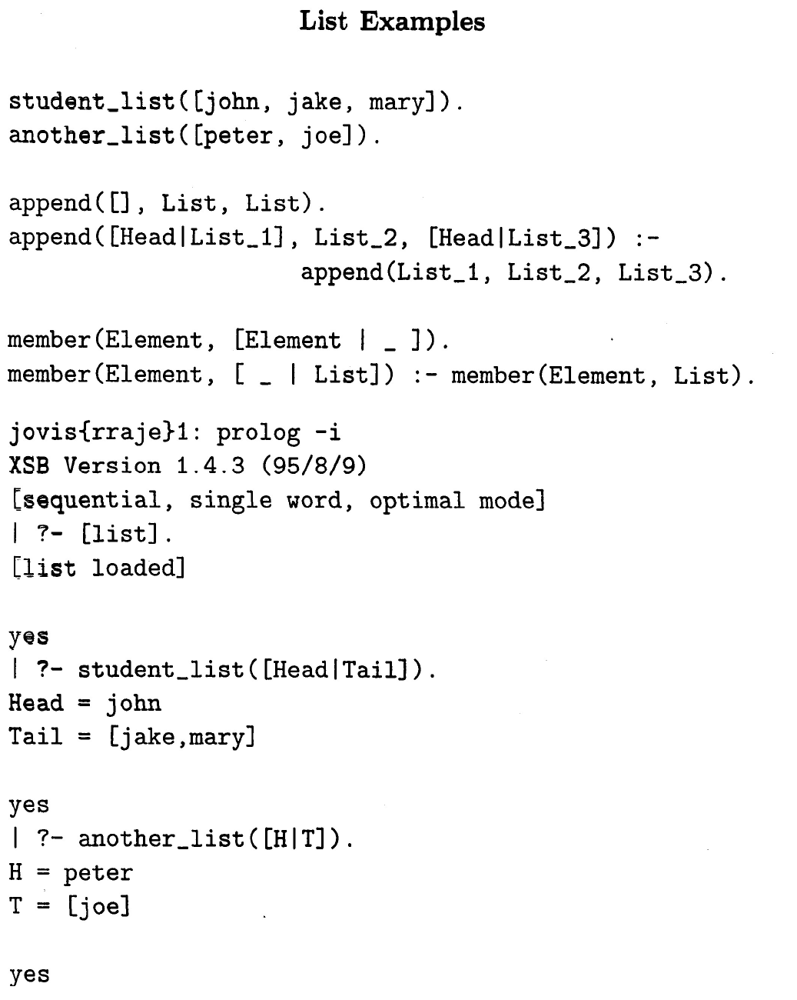 List Examples
student_list([john, jake, mary]).
another_list([peter, joe]).
append([], List, List).
append([Head|List_1], List_2, [Head|List_3]) :-
append(List_1, List_2, List_3).
member(Element, [Element | _ ]).
member(Element, [ _ | List]) :- member(Element, List).
jovis{rraje}1: prolog -i
XSB Version 1.4.3 (95/8/9)
[sequential, single word, optimal mode]
| ?- [list].
[list loaded]
yes
| ?- student_list([Head|Tail]).
Head = john
Tail = [jake,mary]
yes
| ?- another_list([H|T]).
H = peter
T = [joe]
yes